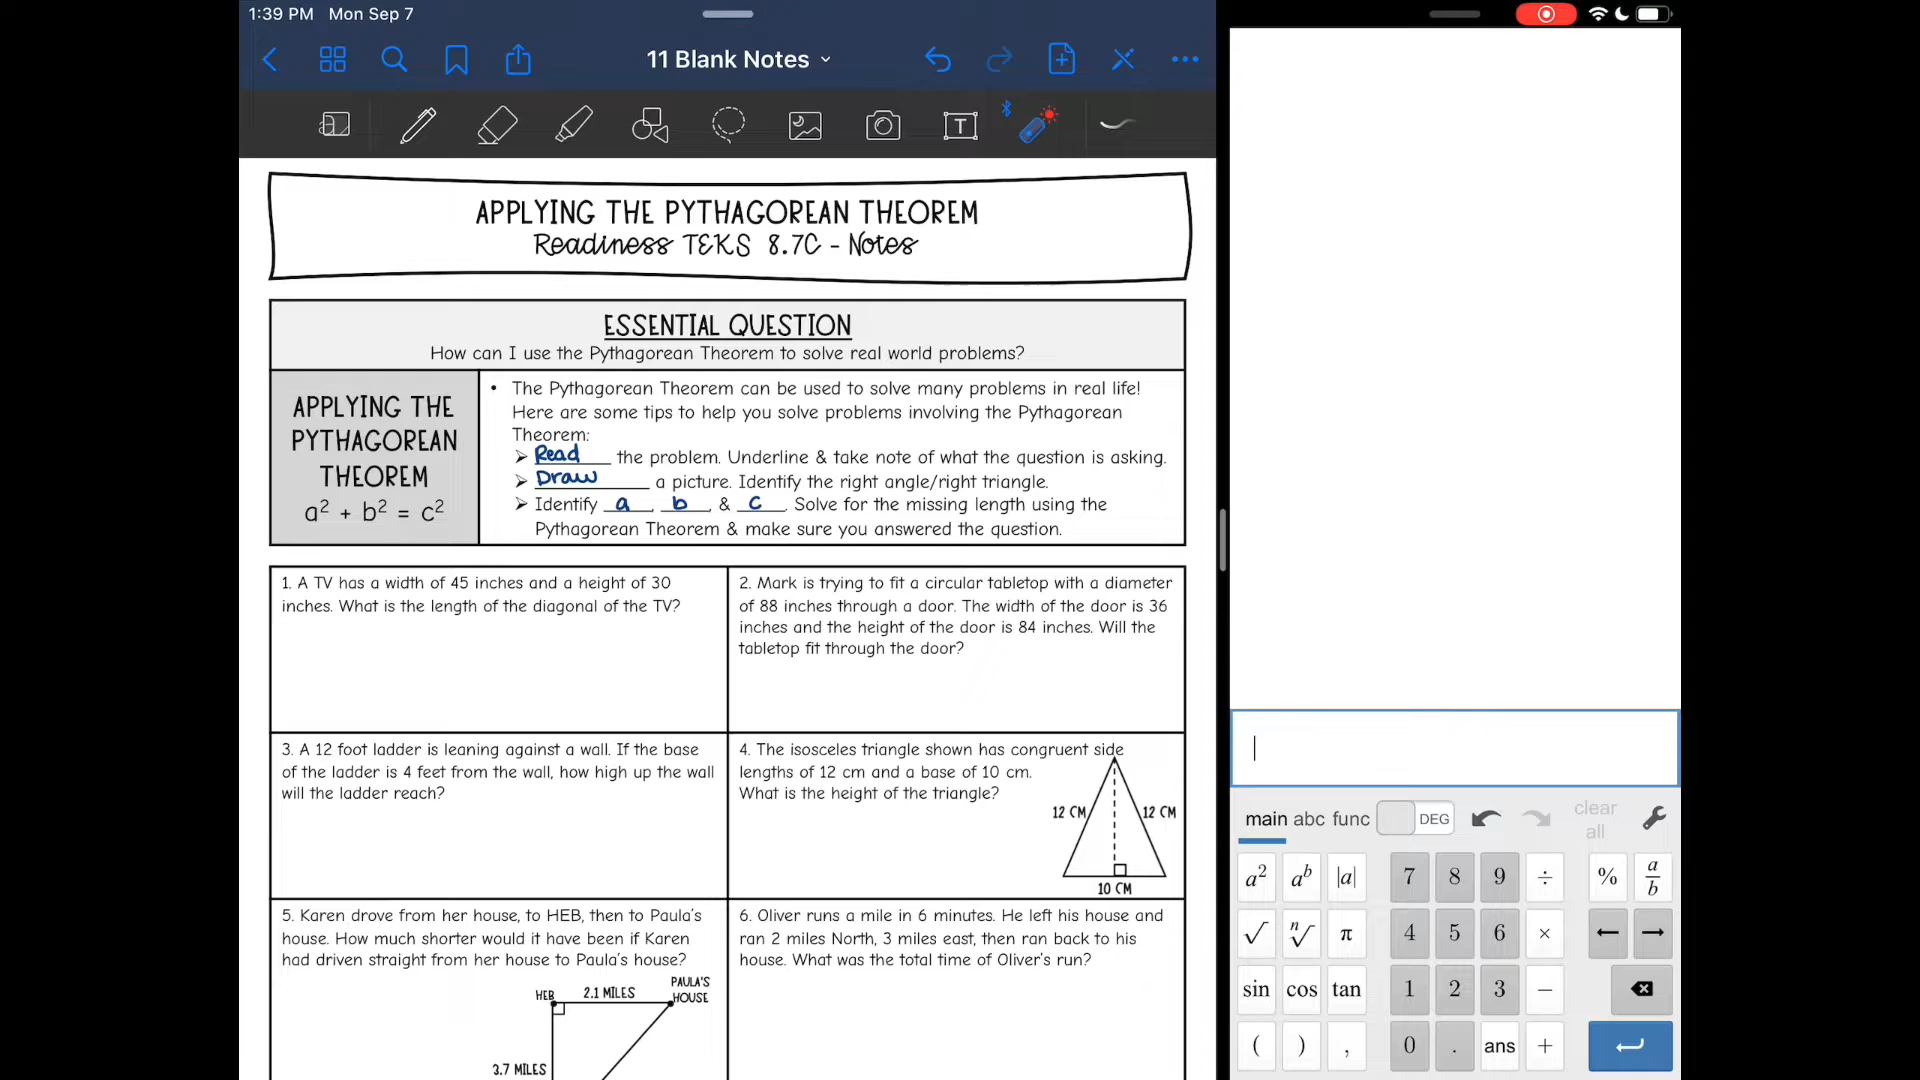 1:39 PM Mon Sep 7
11 Blank Notes
T
APPLYING THE PYTHAGOREAN THEOREM
Readiness TEKS 8.7C - Notes
ESSENTIAL QUESTION
How can I use the Pythagorean Theorem to solve real world problems?
APPLYING THE
PYTHAGOREAN
THEOREM
a² + b² = c²
• The Pythagorean Theorem can be used to solve many problems in real life!
Here are some tips to help you solve problems involving the Pythagorean
Theorem:
➢ Read the problem. Underline & take note of what the question is asking.
➢ Draw a picture. Identify the right angle/right triangle.
➢ Identify a, b, & c. Solve for the missing length using the
Pythagorean Theorem & make sure you answered the question.
1. A TV has a width of 45 inches and a height of 30
inches. What is the length of the diagonal of the TV?
2. Mark is trying to fit a circular tabletop with a diameter
of 88 inches through a door. The width of the door is 36
inches and the height of the door is 84 inches. Will the
tabletop fit through the door?
3. A 12 foot ladder is leaning against a wall. If the base
of the ladder is 4 feet from the wall, how high up the wall
will the ladder reach?
4. The isosceles triangle shown has congruent side
lengths of 12 cm and a base of 10 cm.
What is the height of the triangle?
12 CM
12 CM
10 CM
5. Karen drove from her house, to HEB, then to Paula's
house. How much shorter would it have been if Karen
had driven straight from her house to Paula's house?
HEB
2.1 MILES
PAULA'S
HOUSE
3.7 MILES
6. Oliver runs a mile in 6 minutes. He left his house and
ran 2 miles North, 3 miles east, then ran back to his
house. What was the total time of Oliver's run?
main abc func DEG clear
all
a² aᵇ |a| 7 8 9 ÷ % a/b
√ ⁿ√ π 4 5 6 × ← →
sin cos tan 1 2 3 −
( ) , 0 . ans +